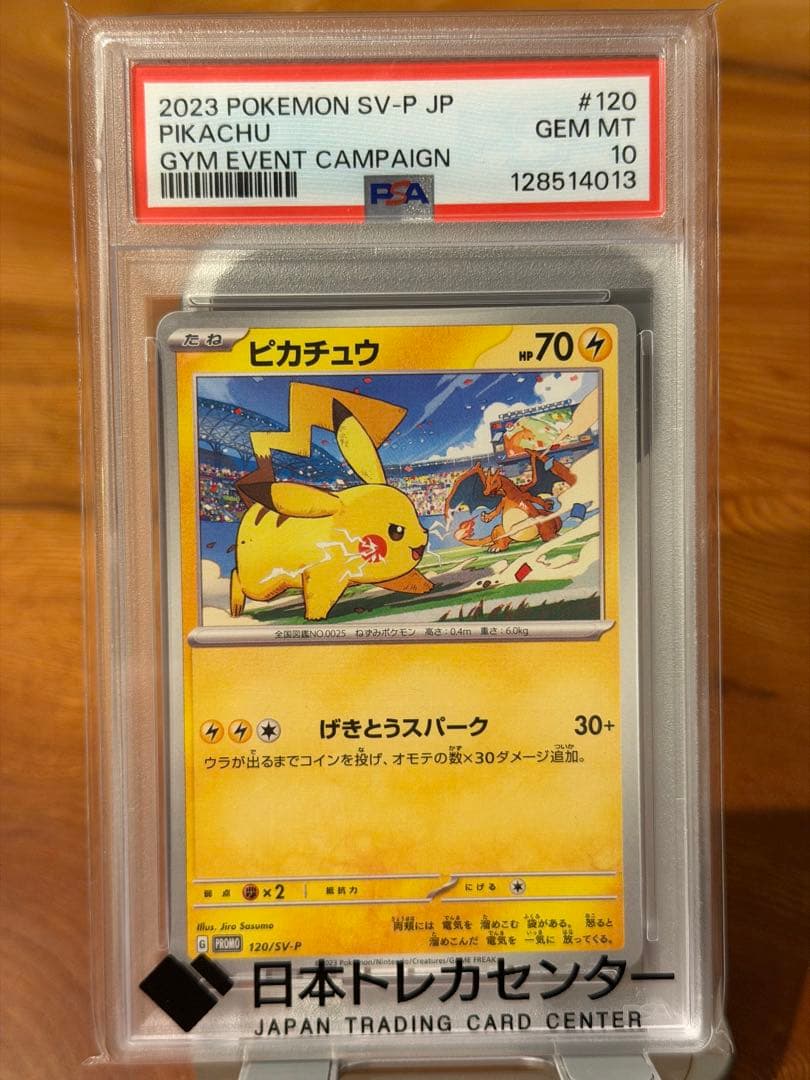 2023 POKEMON SV-P JP #120
PIKACHU GEM MT
GYM EVENT CAMPAIGN 10
PSA 128514013
たね ピカチュウ HP70
全国図鑑NO.0025 ねずみポケモン 高さ:0.4m 重さ:6.0kg
げきとうスパーク 30+
ウラが出るまでコインを投げ、オモテの数×30ダメージ追加。
弱点 ×2 抵抗力 にげる
Illus. Jiro Sasumo
両頬には 電気を 溜めこむ 袋がある。 怒ると
溜めこんだ 電気を 一気に 放ってくる。
G PROMO 120/SV-P
2023 Pokémon/Nintendo/Creatures/GAME FREAK
日本トレカセンター
JAPAN TRADING CARD CENTER